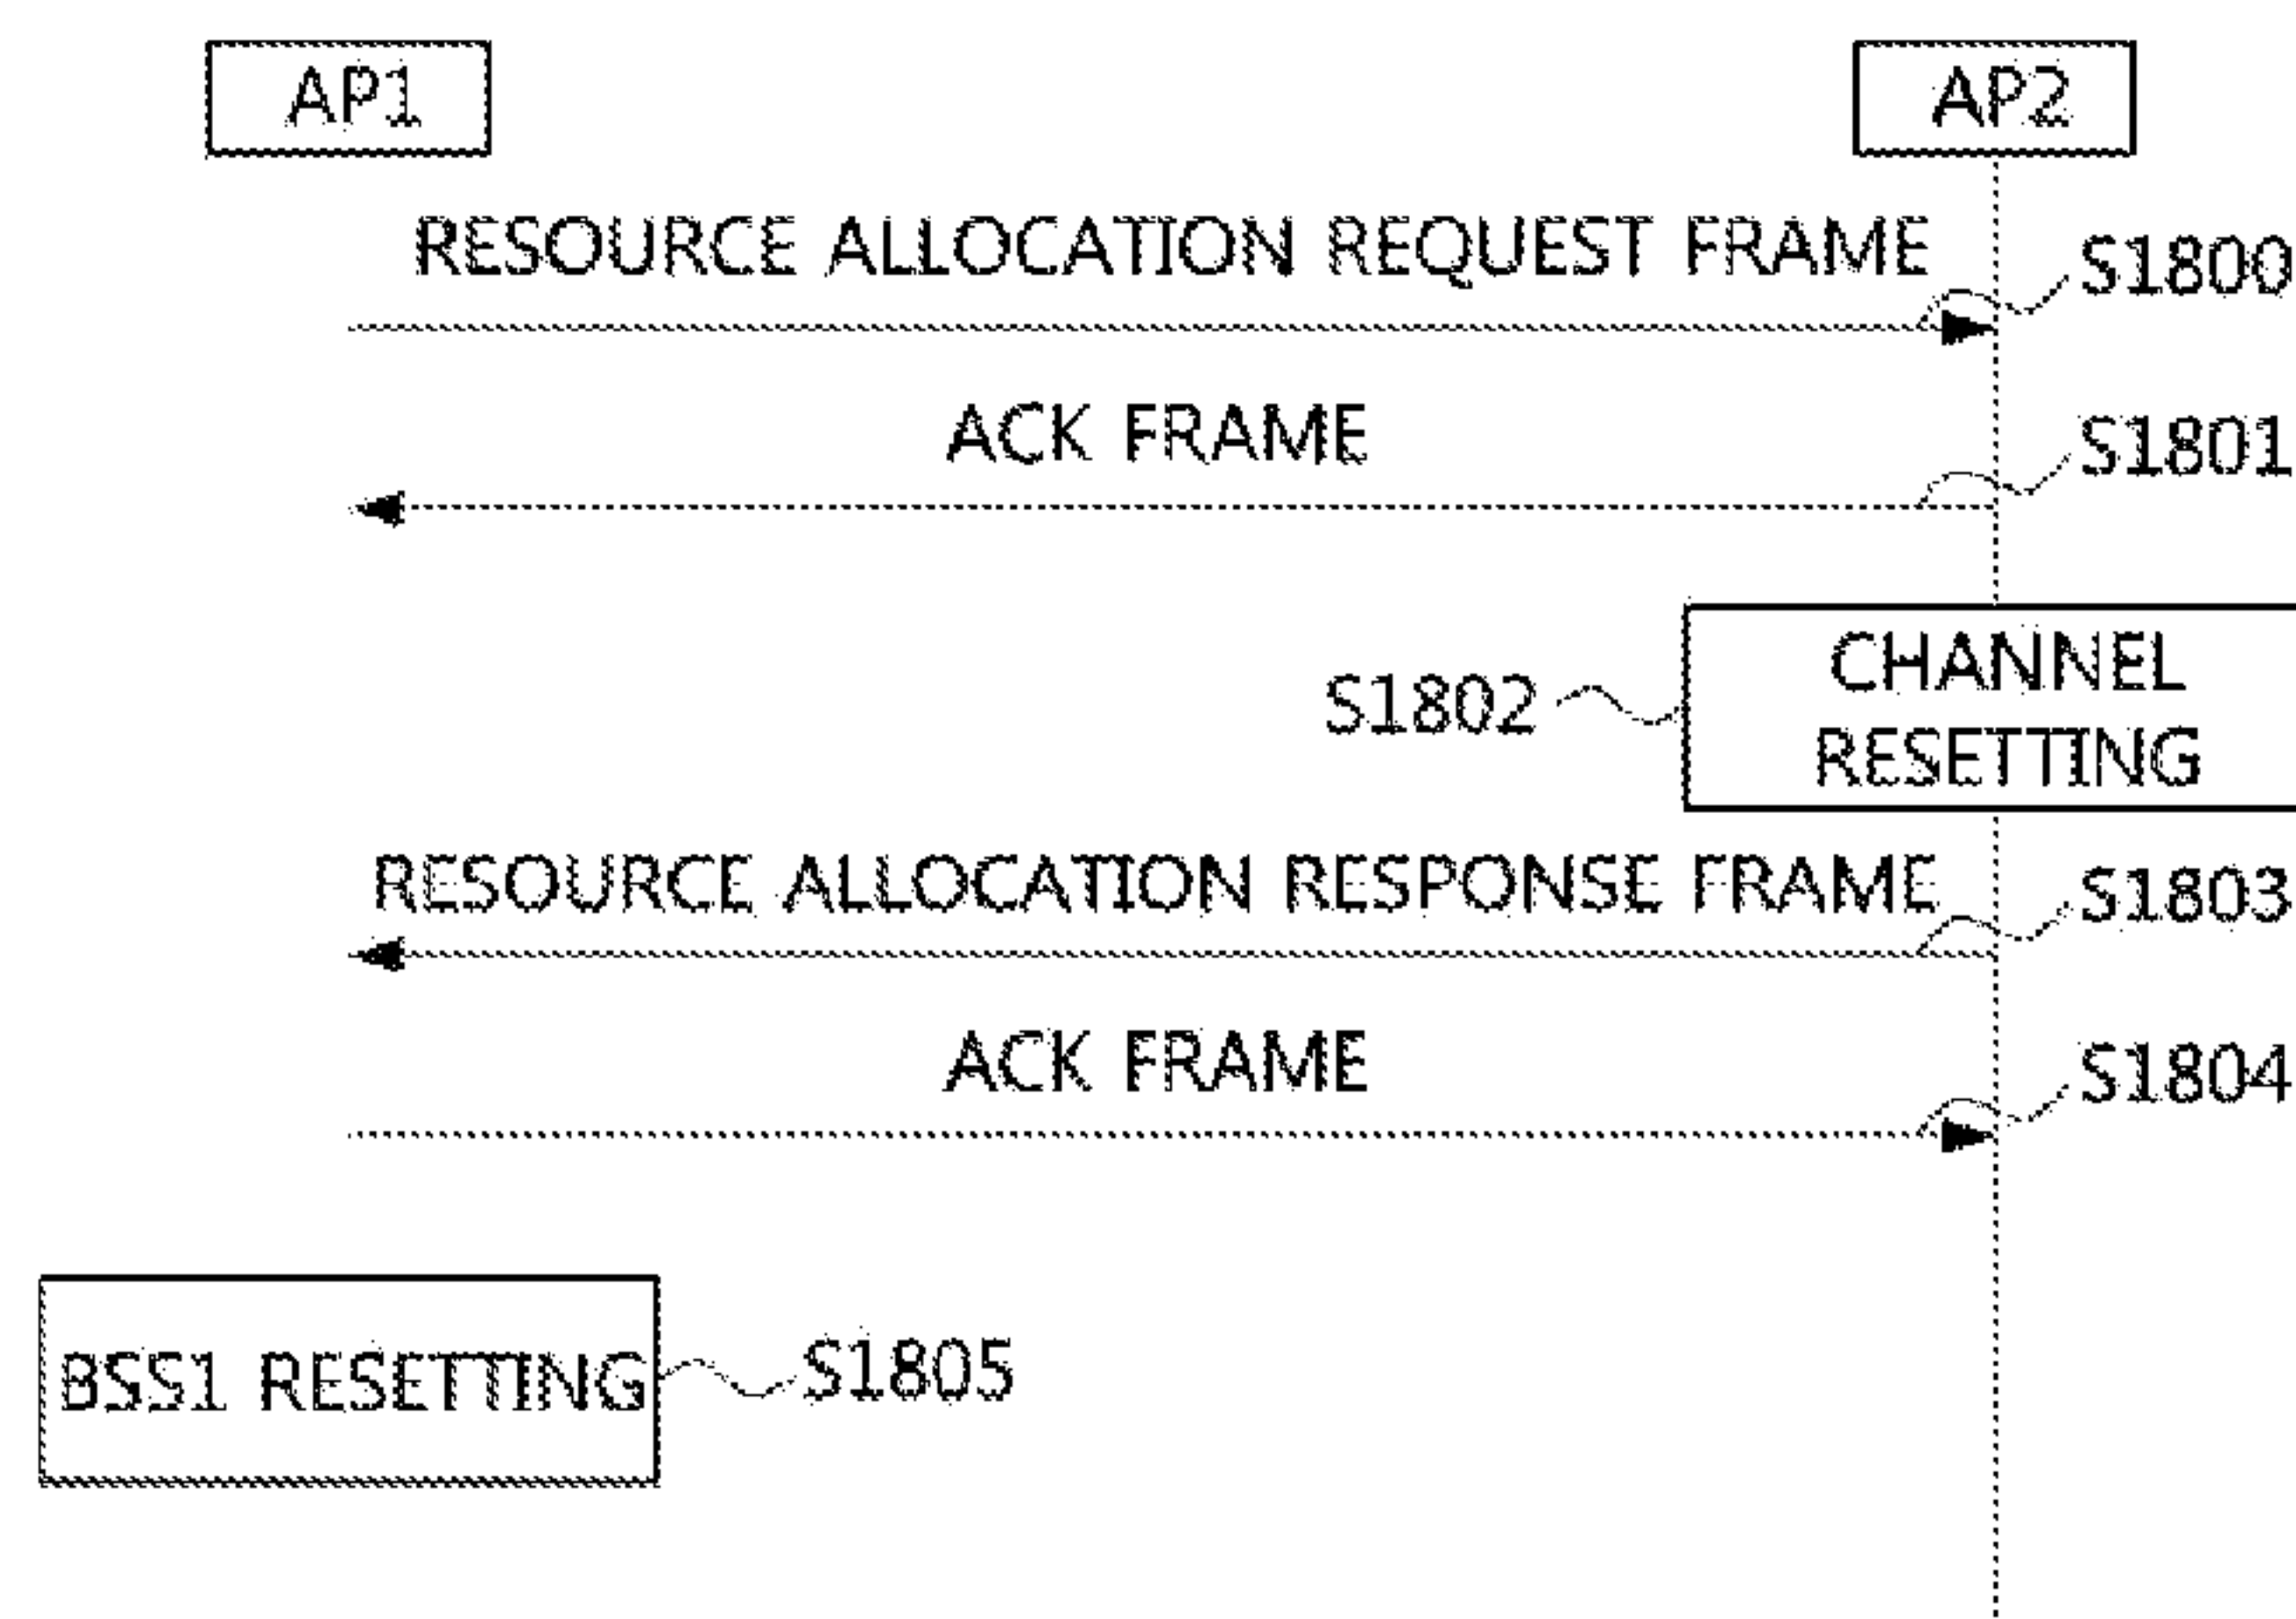 AP1
AP2
RESOURCE ALLOCATION REQUEST FRAME
S1800
ACK FRAME
S1801
CHANNEL
RESETTING
S1802
RESOURCE ALLOCATION RESPONSE FRAME
S1803
ACK FRAME
S1804
BSS1 RESETTING
S1805